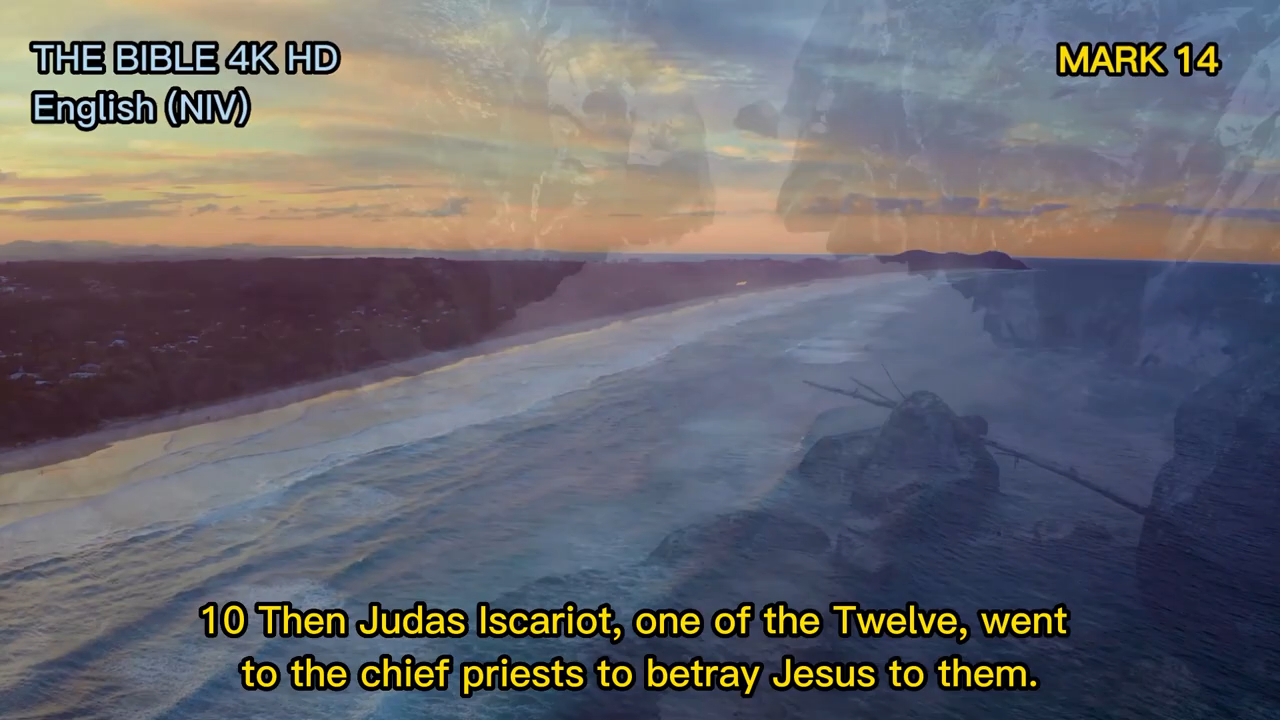 THE BIBLE 4K HD
English (NIV)
MARK 14
10 Then Judas Iscariot, one of the Twelve, went
to the chief priests to betray Jesus to them.